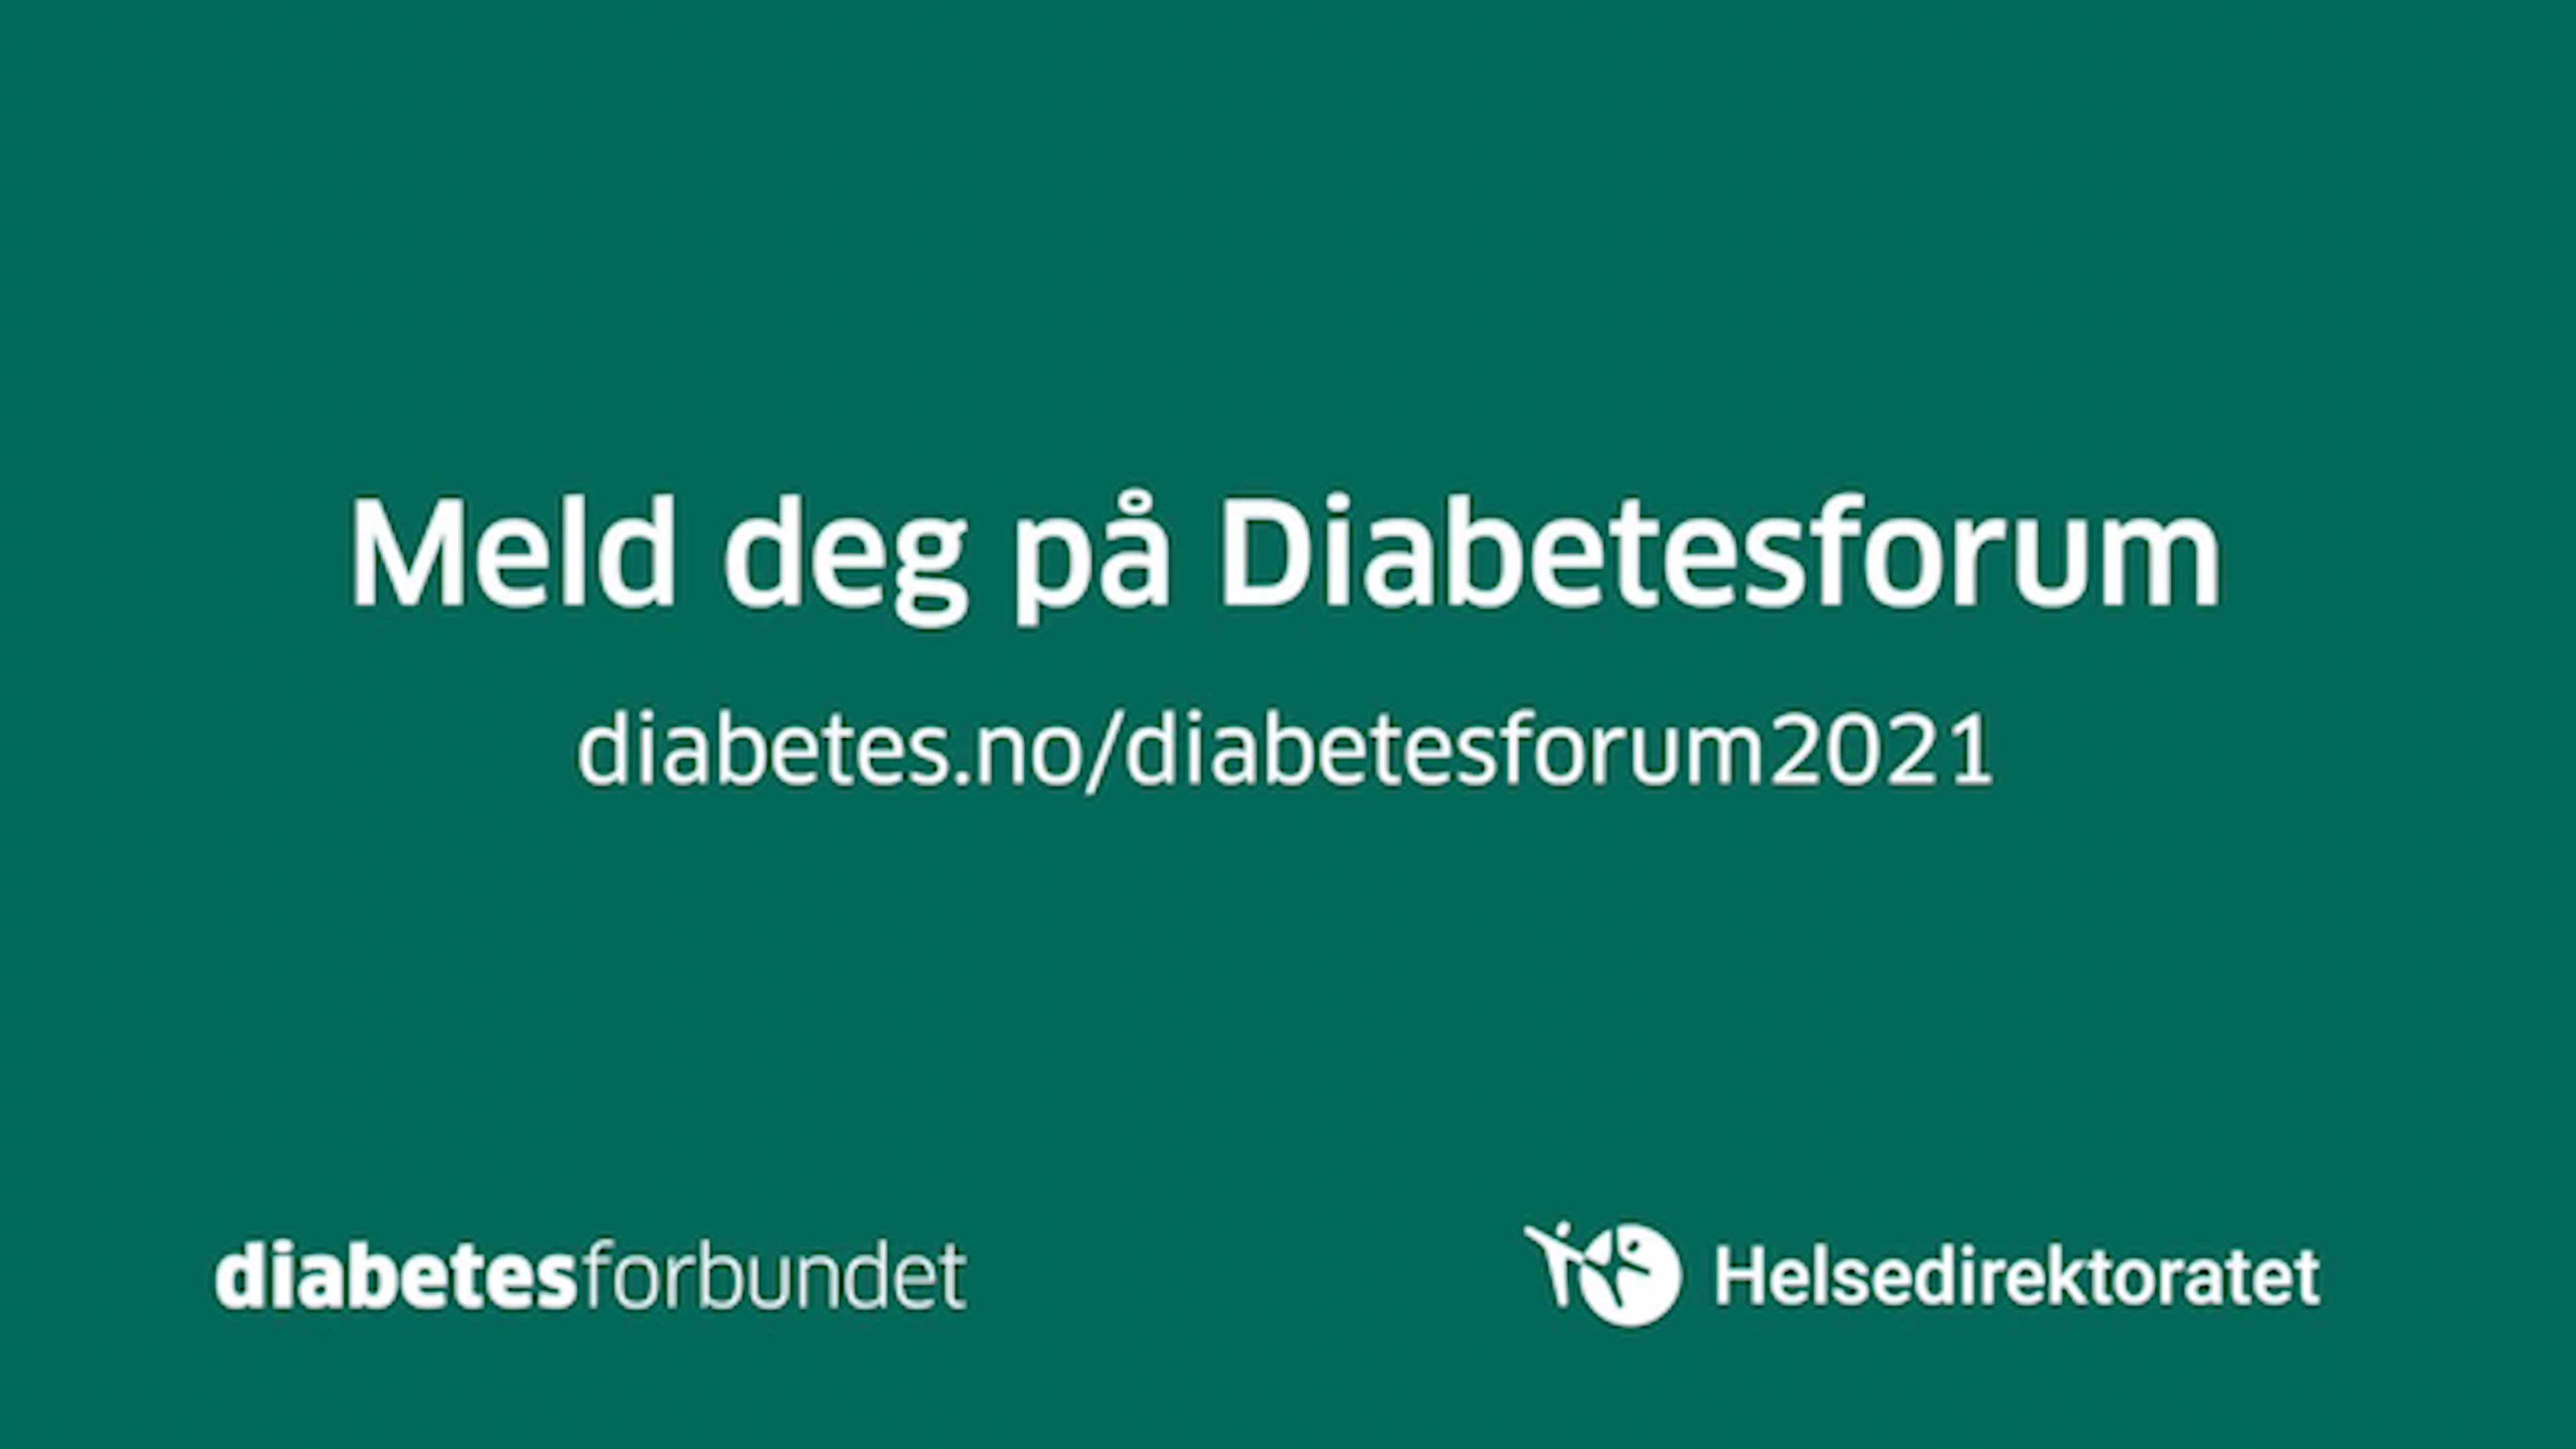 Meld deg på Diabetesforum
diabetes.no/diabetesforum2021
diabetesforbundet
Helsedirektoratet